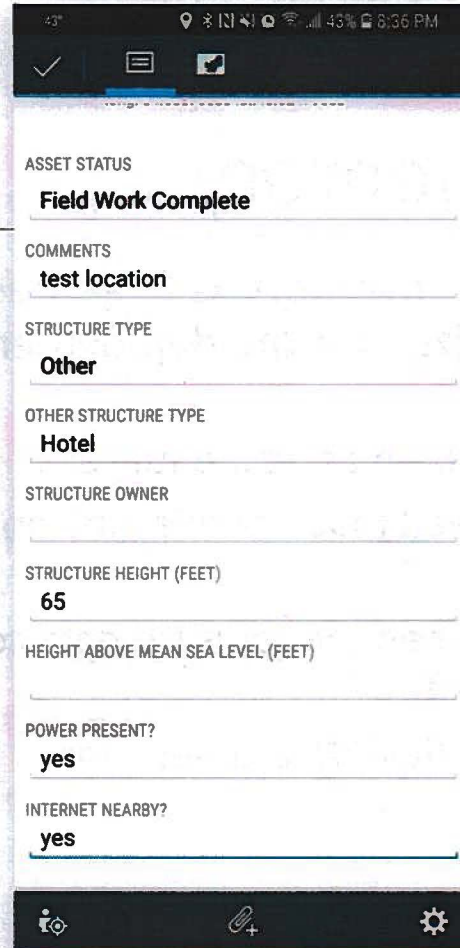 43°
43% 8:36 PM
ASSET STATUS
Field Work Complete
COMMENTS
test location
STRUCTURE TYPE
Other
OTHER STRUCTURE TYPE
Hotel
STRUCTURE OWNER
STRUCTURE HEIGHT (FEET)
65
HEIGHT ABOVE MEAN SEA LEVEL (FEET)
POWER PRESENT?
yes
INTERNET NEARBY?
yes